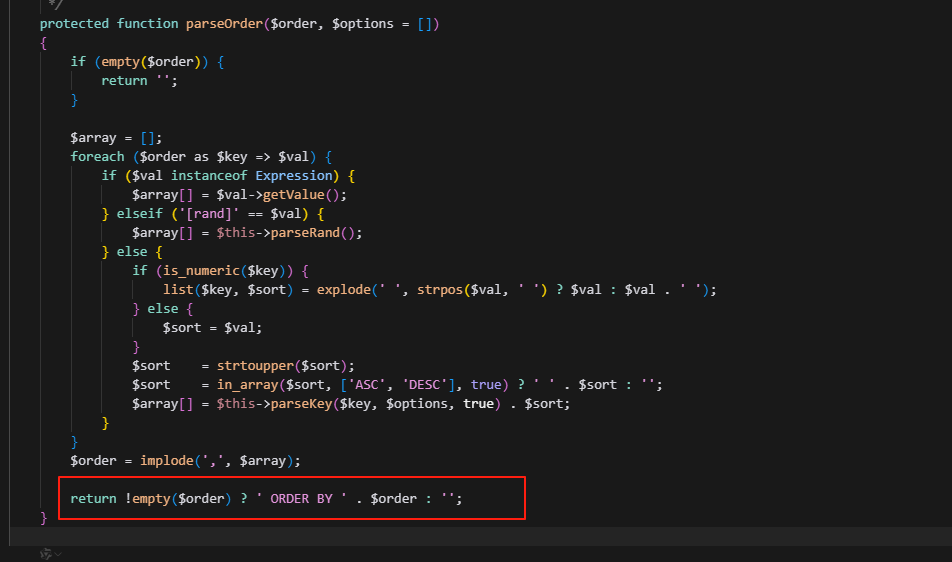 */
protected function parseOrder($order, $options = [])
{
if (empty($order)) {
return '';
}
$array = [];
foreach ($order as $key => $val) {
if ($val instanceof Expression) {
$array[] = $val->getValue();
} elseif ('[rand]' == $val) {
$array[] = $this->parseRand();
} else {
if (is_numeric($key)) {
list($key, $sort) = explode(' ', strpos($val, ' ') ? $val : $val . ' ');
} else {
$sort = $val;
}
$sort    = strtoupper($sort);
$sort    = in_array($sort, ['ASC', 'DESC'], true) ? ' ' . $sort : '';
$array[] = $this->parseKey($key, $options, true) . $sort;
}
}
$order = implode(',', $array);
return !empty($order) ? ' ORDER BY ' . $order : '';
}